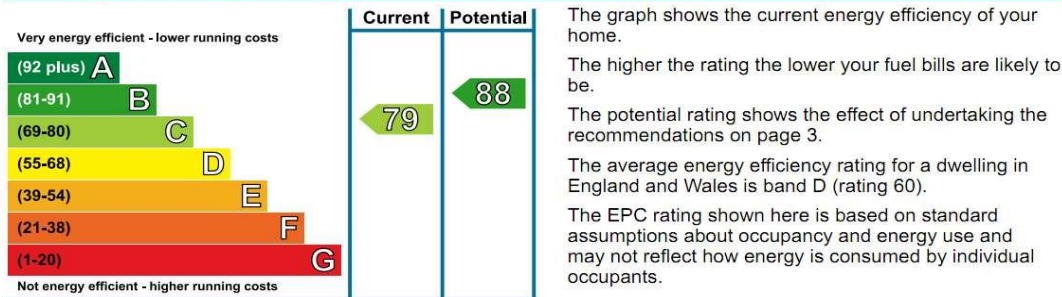 Current Potential
Very energy efficient - lower running costs
(92 plus) A
(81-91) B
(69-80) C
(55-68) D
(39-54) E
(21-38) F
(1-20) G
Not energy efficient - higher running costs
79
88
The graph shows the current energy efficiency of your
home.
The higher the rating the lower your fuel bills are likely to
be.
The potential rating shows the effect of undertaking the
recommendations on page 3.
The average energy efficiency rating for a dwelling in
England and Wales is band D (rating 60).
The EPC rating shown here is based on standard
assumptions about occupancy and energy use and
may not reflect how energy is consumed by individual
occupants.